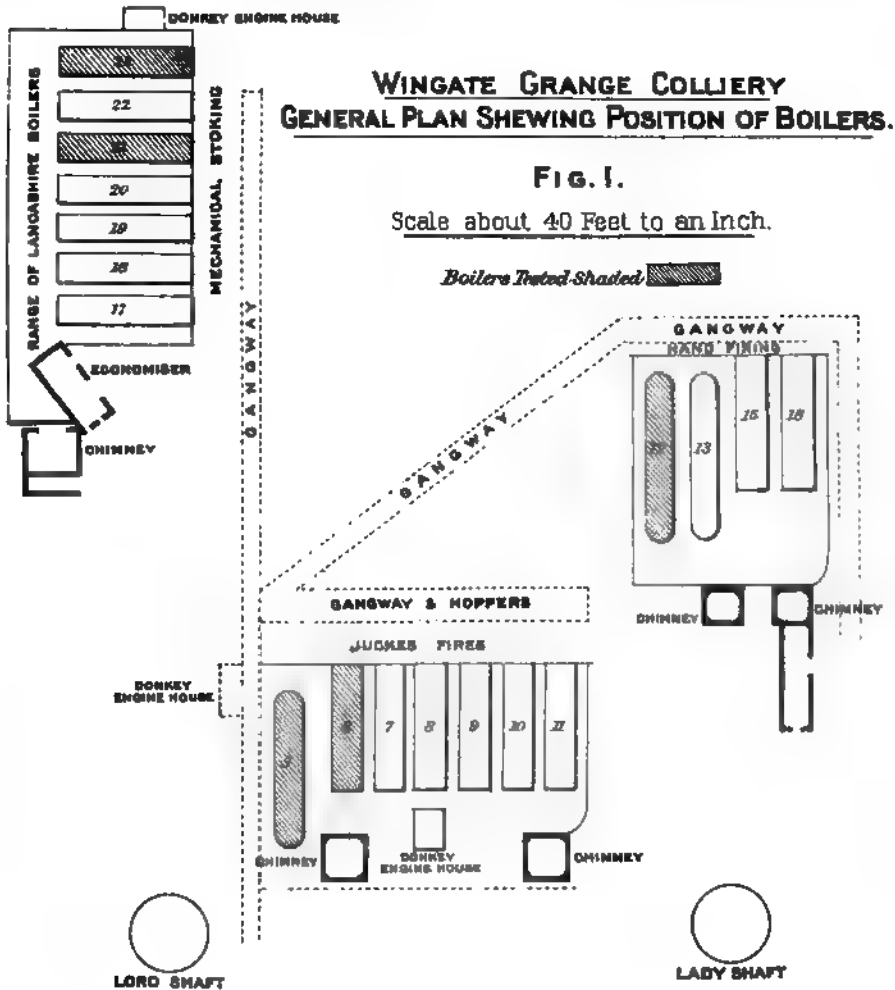 DONKEY ENGINE HOUSE
WINGATE GRANGE COLLIERY
GENERAL PLAN SHEWING POSITION OF BOILERS.
FIG. 1.
Scale about 40 Feet to an Inch.
Boilers Tested Shaded
RANGE OF LANCASHIRE BOILERS
22
20
19
18
17
MECHANICAL STOKING
ECONOMISER
CHIMNEY
GANGWAY
GANGWAY
GANGWAY
HAND FIRING
13
15
16
CHIMNEY
CHIMNEY
GANGWAY & HOPPERS
JUCKES FIRES
DONKEY
ENGINE HOUSE
5
6
7
8
9
10
11
CHIMNEY
DONKEY
ENGINE HOUSE
CHIMNEY
LORD SHAFT
LADY SHAFT